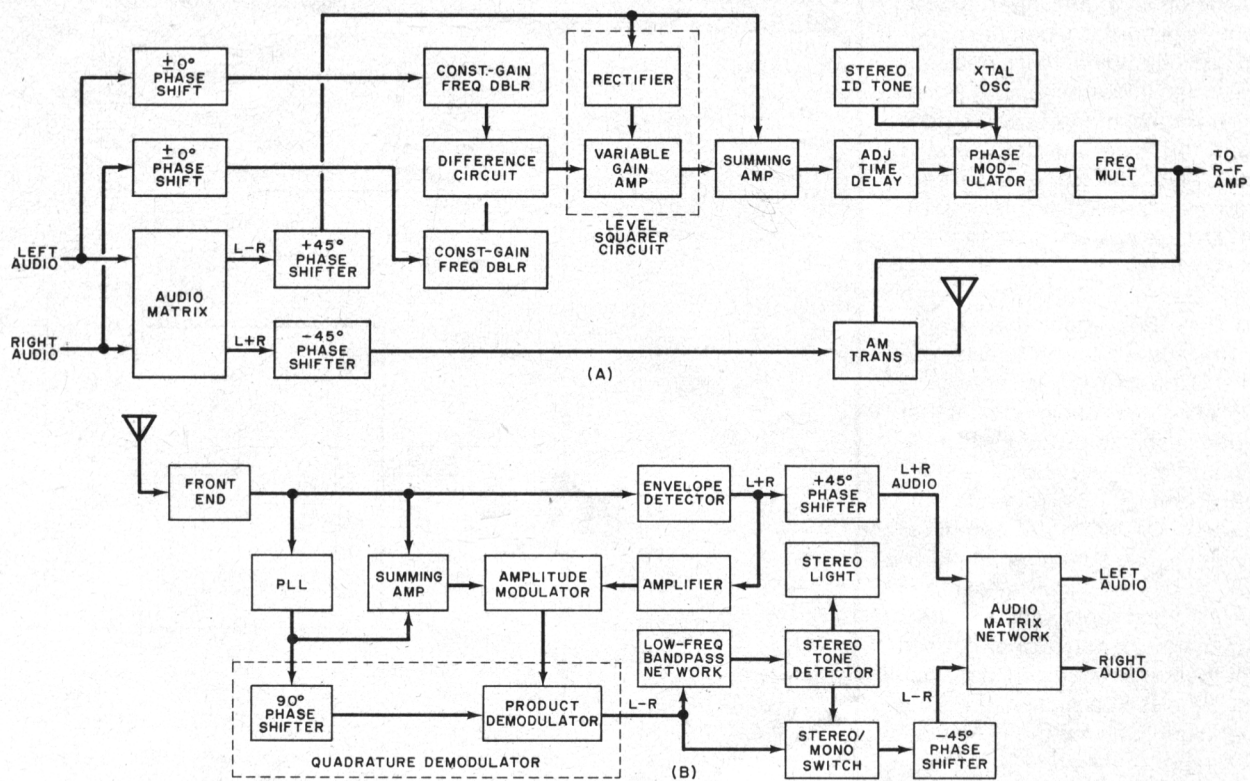 ±0°
PHASE
SHIFT
CONST.-GAIN
FREQ DBLR
RECTIFIER
STEREO
ID TONE
XTAL
OSC
±0°
PHASE
SHIFT
DIFFERENCE
CIRCUIT
VARIABLE
GAIN
AMP
SUMMING
AMP
ADJ
TIME
DELAY
PHASE
MOD-
ULATOR
FREQ
MULT
TO
R-F
AMP
LEVEL
SQUARER
CIRCUIT
LEFT
AUDIO
AUDIO
MATRIX
L-R
+45°
PHASE
SHIFTER
CONST-GAIN
FREQ DBLR
RIGHT
AUDIO
L+R
-45°
PHASE
SHIFTER
AM
TRANS
(A)
FRONT
END
ENVELOPE
DETECTOR
L+R
+45°
PHASE
SHIFTER
L+R
AUDIO
PLL
SUMMING
AMP
AMPLITUDE
MODULATOR
AMPLIFIER
STEREO
LIGHT
AUDIO
MATRIX
NETWORK
LEFT
AUDIO
RIGHT
AUDIO
LOW-FREQ
BANDPASS
NETWORK
STEREO
TONE
DETECTOR
90°
PHASE
SHIFTER
PRODUCT
DEMODULATOR
L-R
L-R
STEREO/
MONO
SWITCH
-45°
PHASE
SHIFTER
QUADRATURE DEMODULATOR
(B)